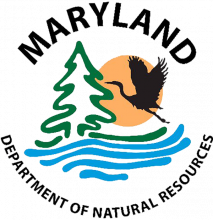 MARYLAND
DEPARTMENT OF NATURAL RESOURCES